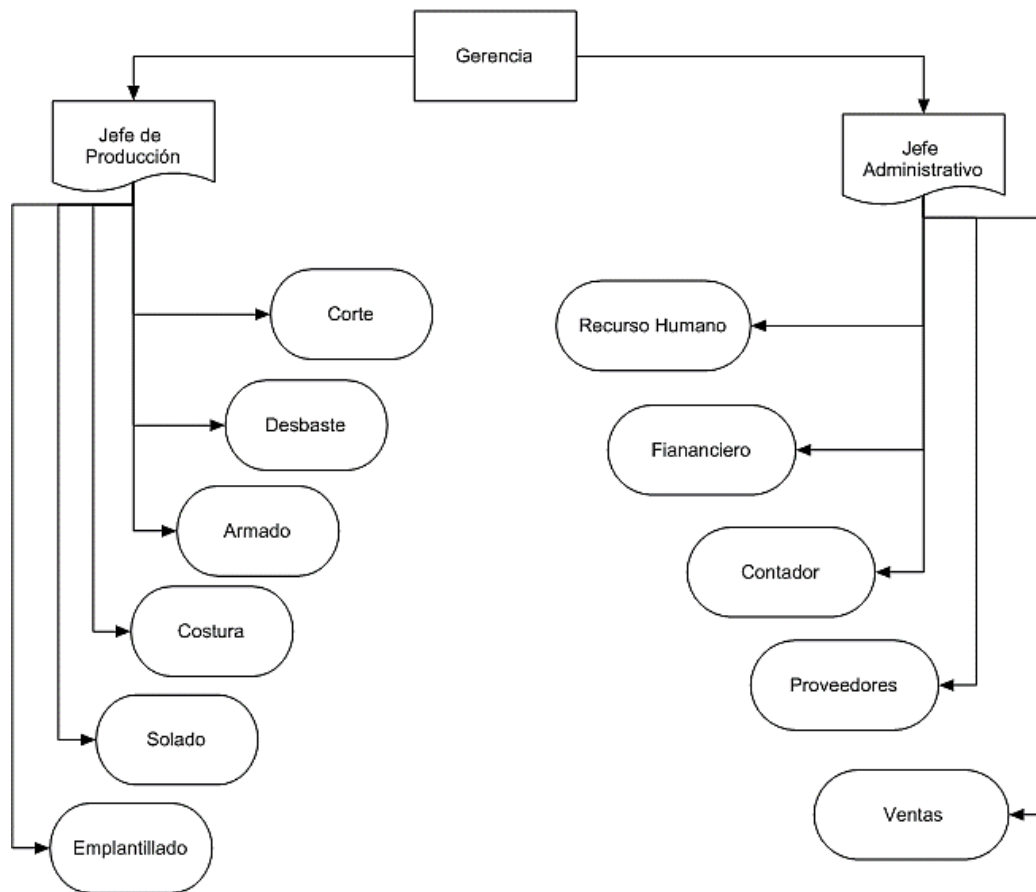 Gerencia
Jefe de
Producción
Jefe
Administrativo
Corte
Recurso Humano
Desbaste
Fiananciero
Armado
Contador
Costura
Proveedores
Solado
Ventas
Emplantillado